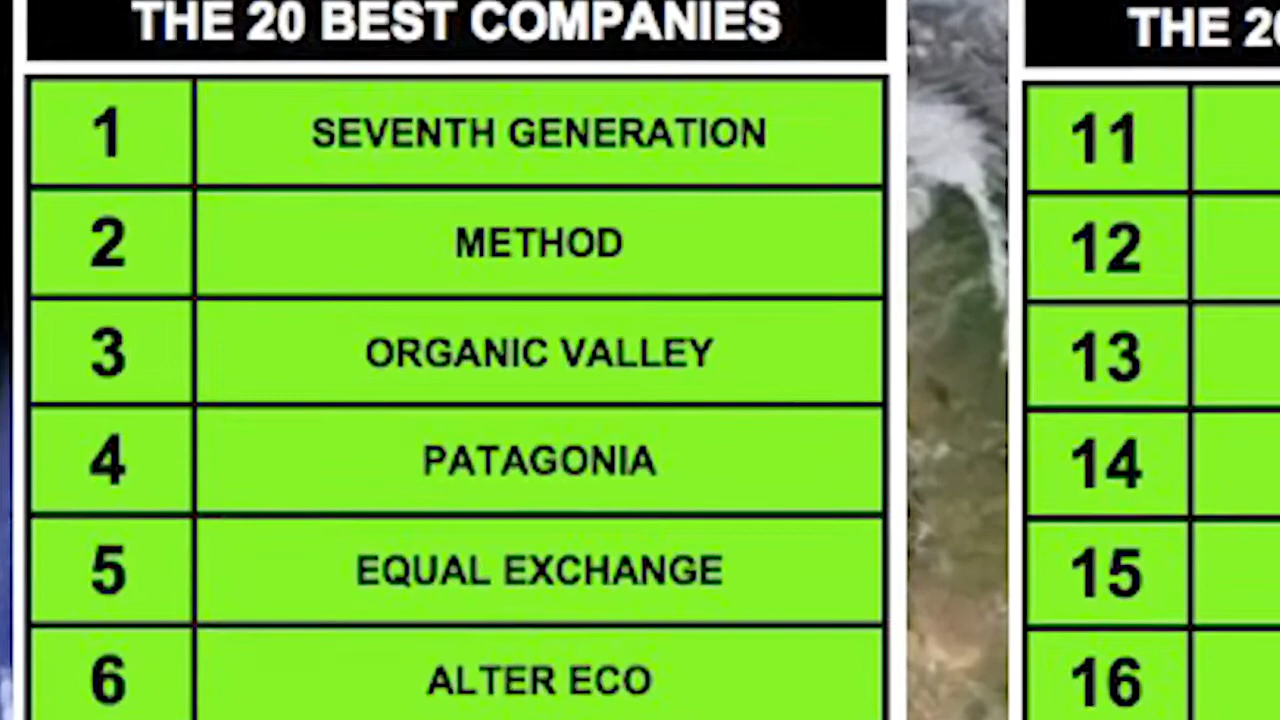 THE 20 BEST COMPANIES
1 SEVENTH GENERATION
2 METHOD
3 ORGANIC VALLEY
4 PATAGONIA
5 EQUAL EXCHANGE
6 ALTER ECO
THE
11
12
13
14
15
16